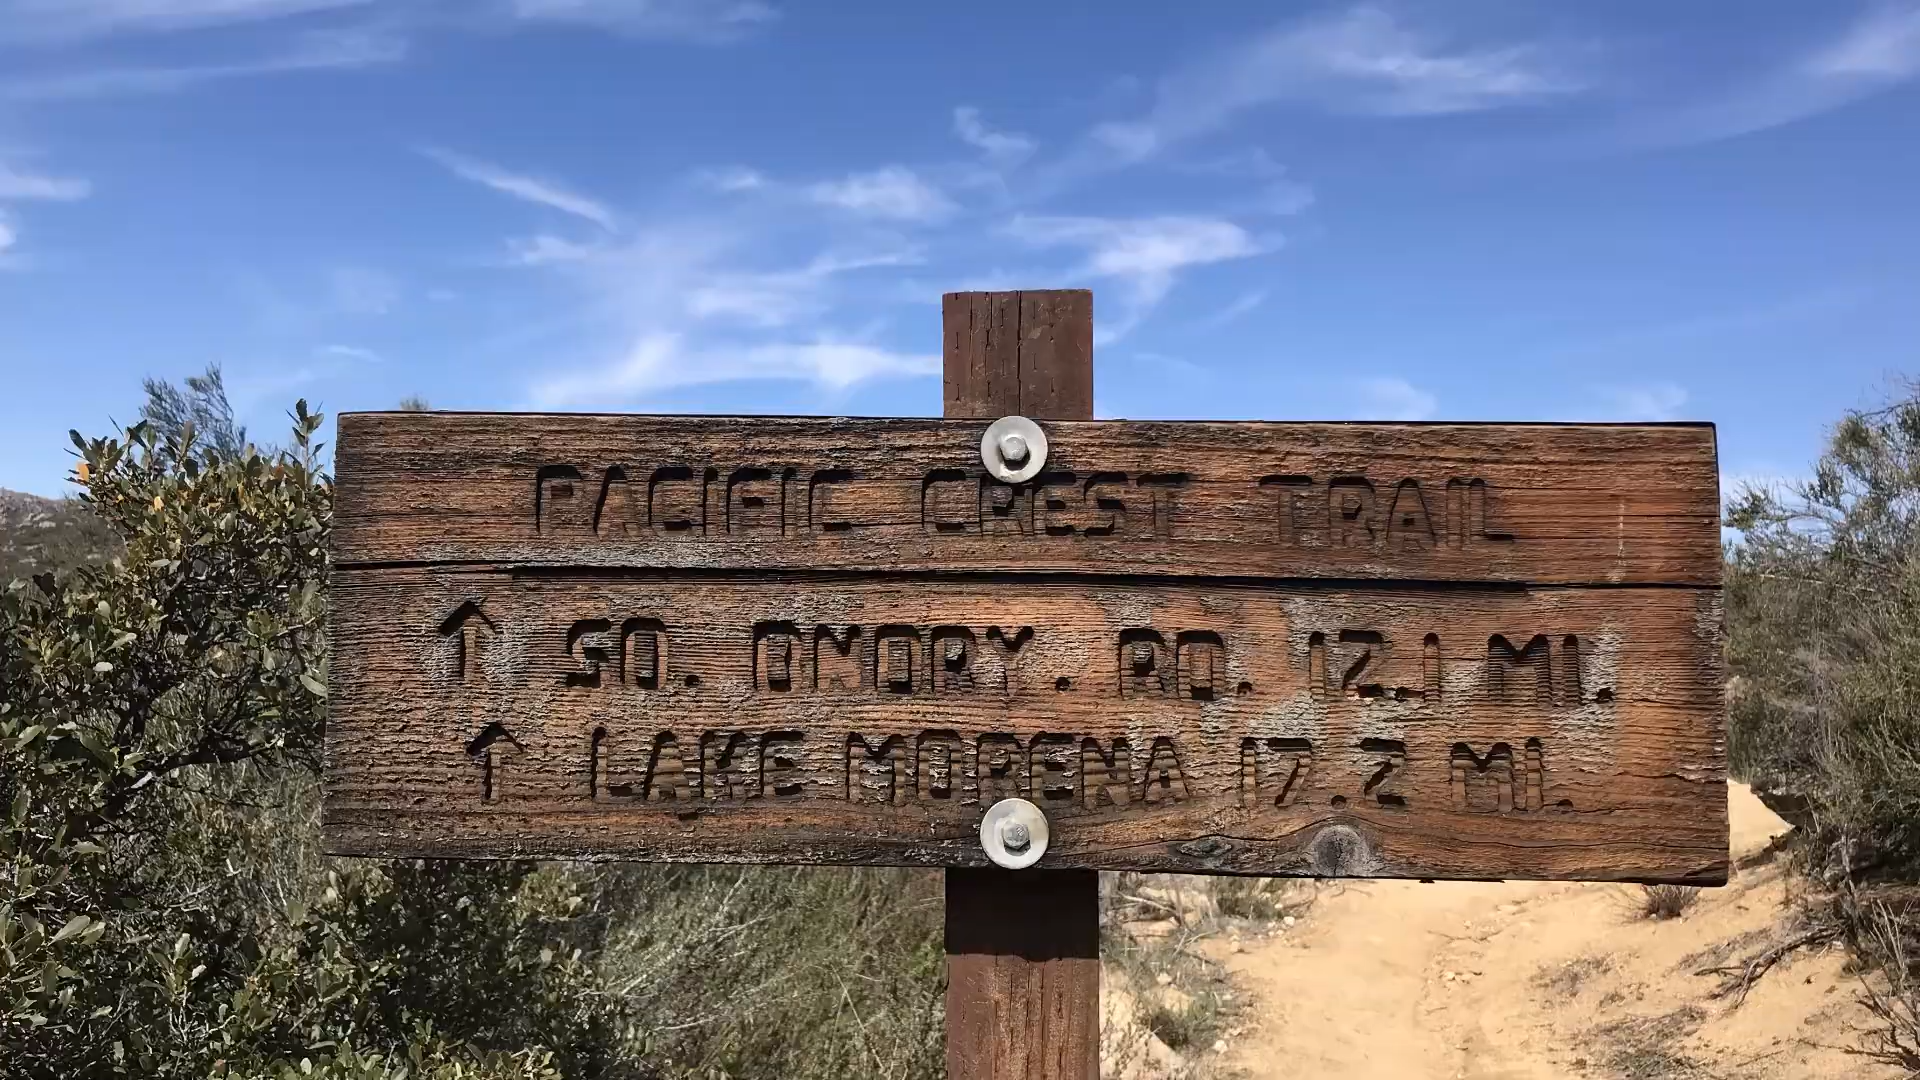 PACIFIC CREST TRAIL
↑ SO. BNDRY. RD. 12.1 MI.
↑ LAKE MORENA 17.2 MI.